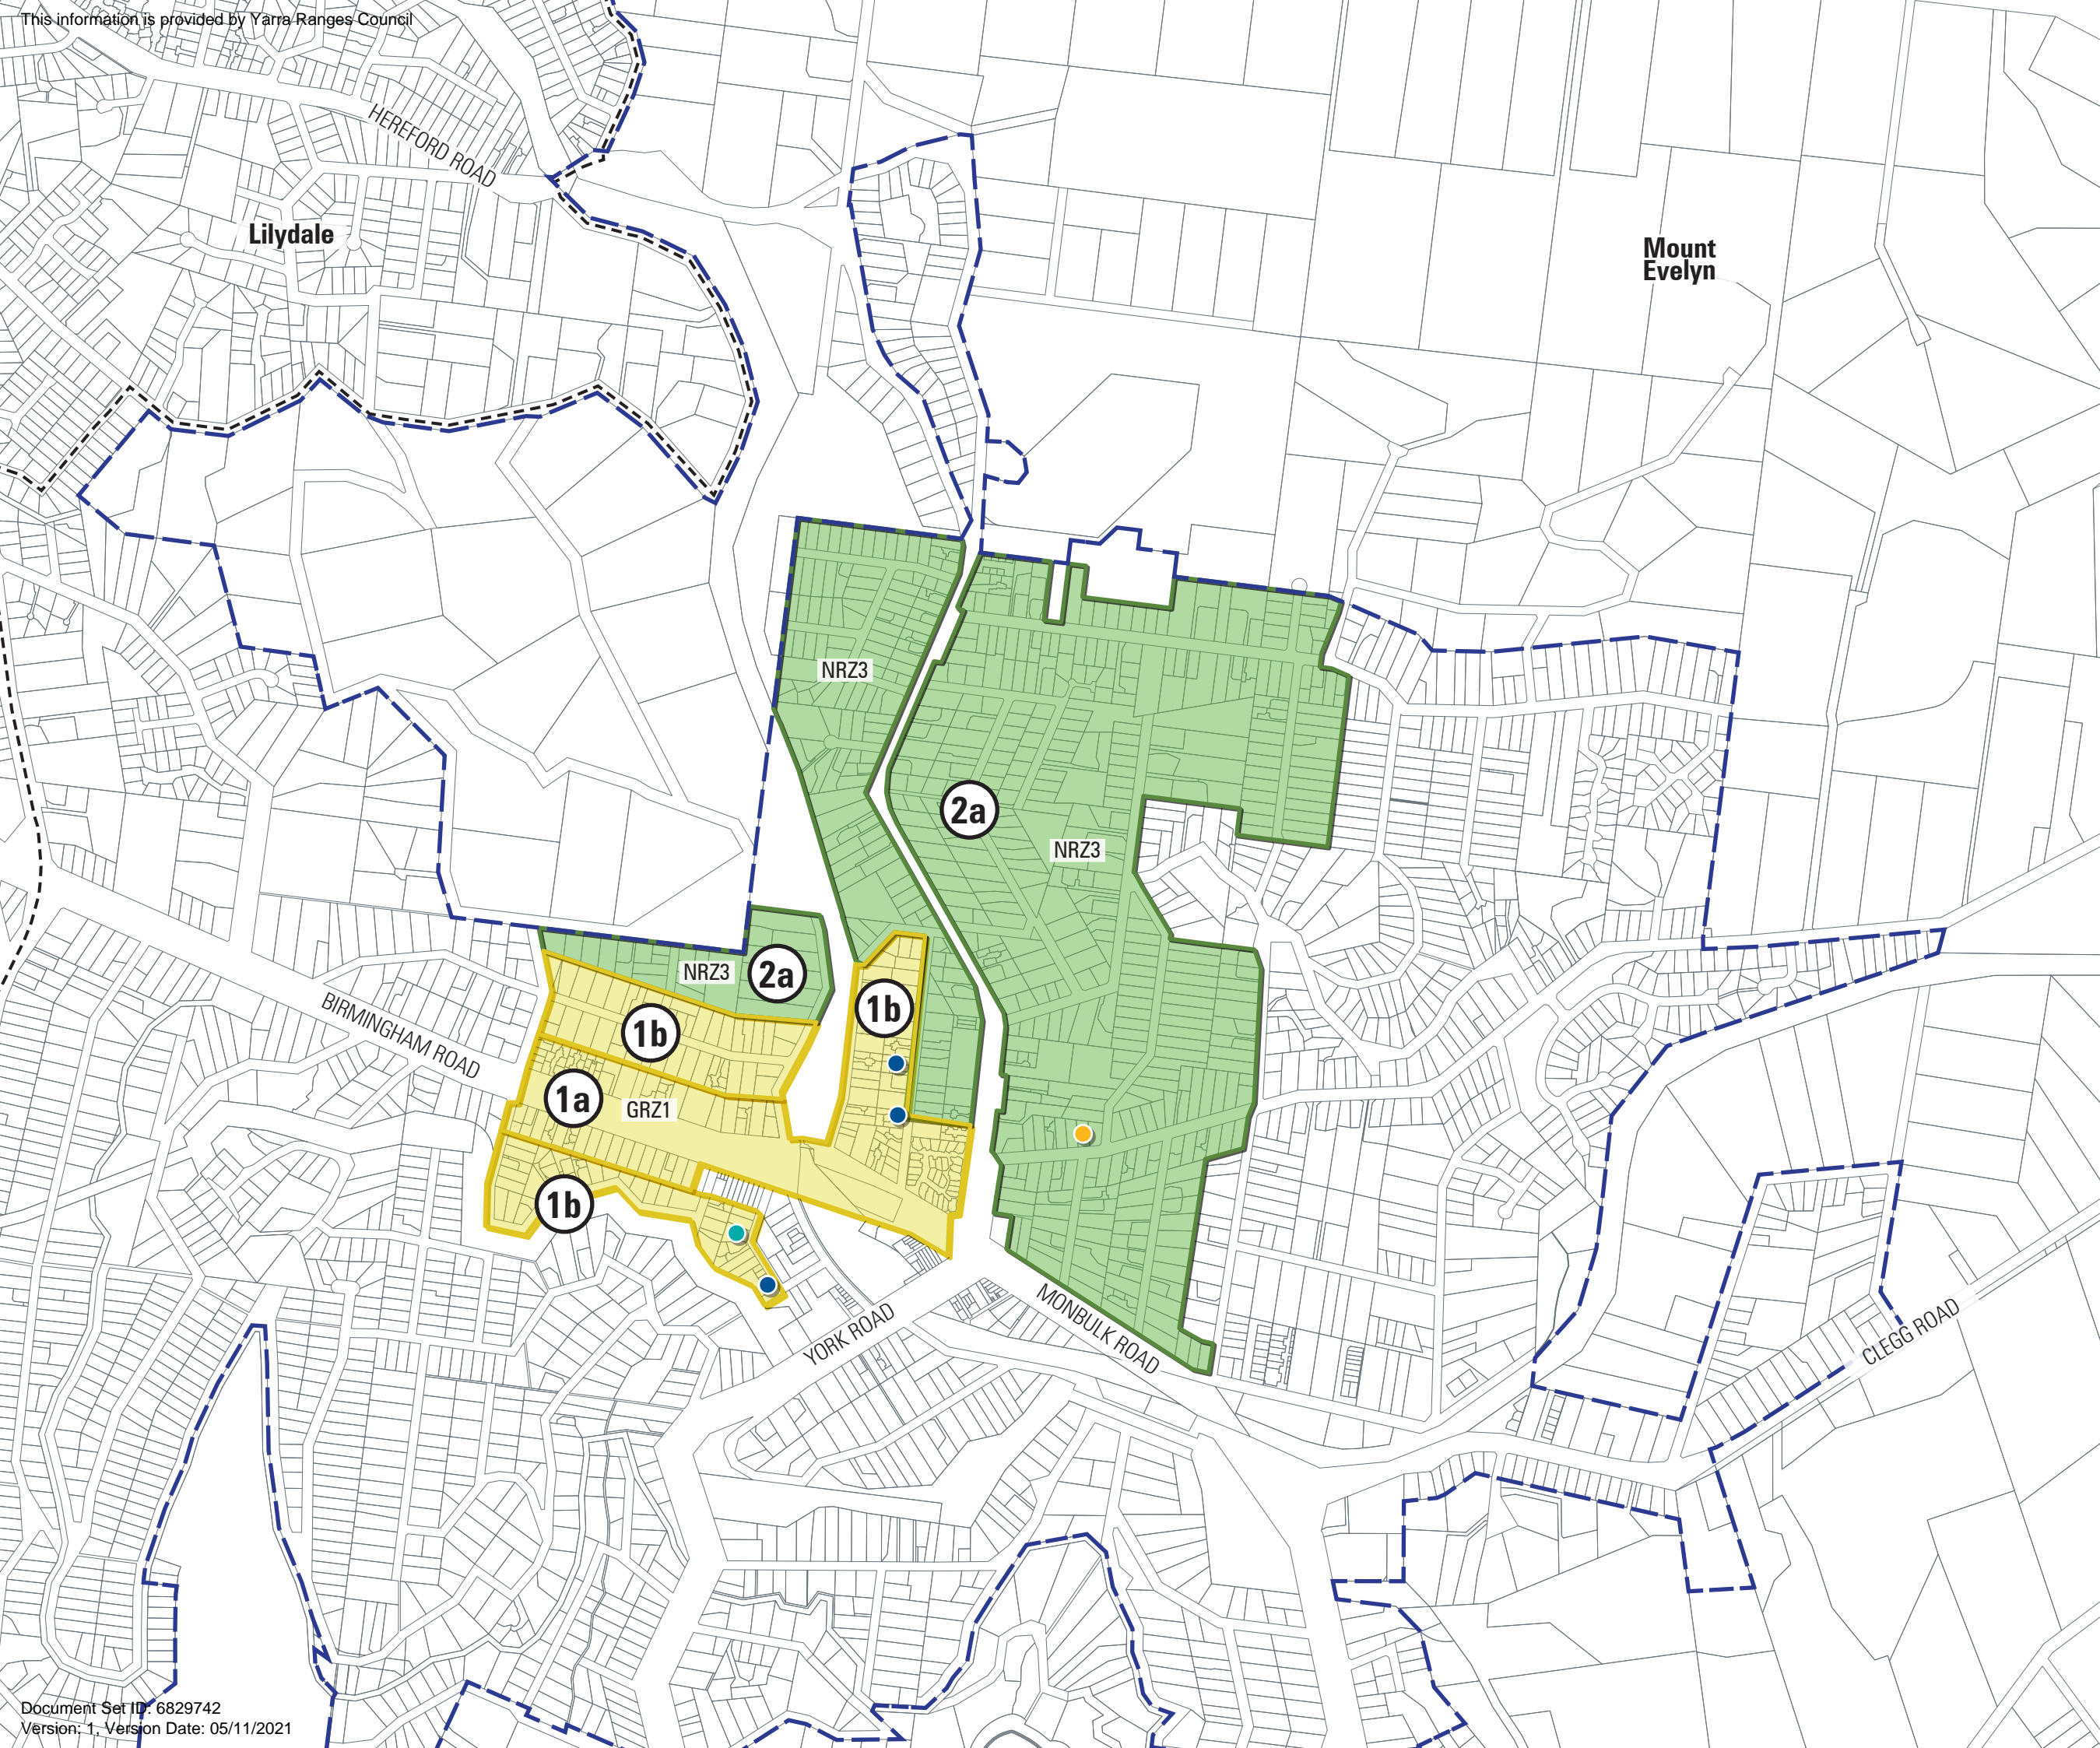 This information is provided by Yarra Ranges Council
HEREFORD ROAD
Lilydale
Mount
Evelyn
NRZ3
2a
NRZ3
NRZ3
2a
1b
1b
BIRMINGHAM ROAD
1a
GRZ1
1b
YORK ROAD
MONBULK ROAD
CLEGG ROAD
Document Set ID: 6829742
Version: 1, Version Date: 05/11/2021